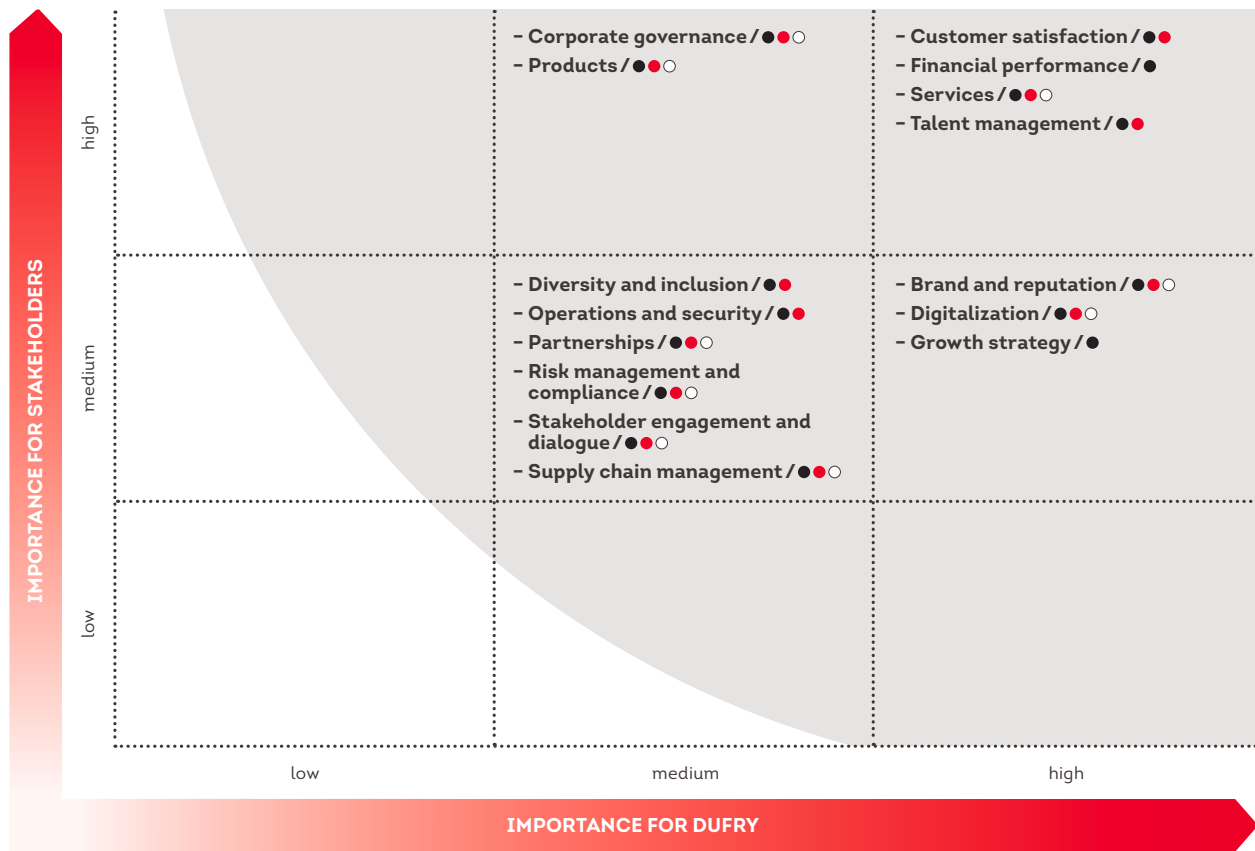 IMPORTANCE FOR STAKEHOLDERS
high
medium
low
– Corporate governance / ●●○
– Products / ●●○
– Customer satisfaction / ●●
– Financial performance / ●
– Services / ●●○
– Talent management / ●●
– Diversity and inclusion / ●●
– Operations and security / ●●
– Partnerships / ●●○
– Risk management and
compliance / ●●○
– Stakeholder engagement and
dialogue / ●●○
– Supply chain management / ●●○
– Brand and reputation / ●●○
– Digitalization / ●●○
– Growth strategy / ●
low
medium
high
IMPORTANCE FOR DUFRY